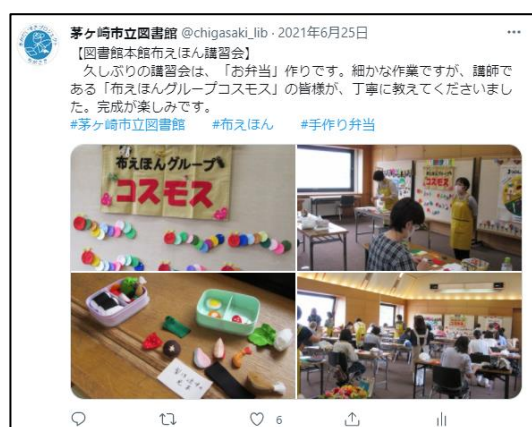 茅ヶ崎市立図書館 @chigasaki_lib・2021年6月25日
【図書館本館布えほん講習会】
　久しぶりの講習会は、「お弁当」作りです。細かな作業ですが、講師で
ある「布えほんグループコスモス」の皆様が、丁寧に教えてくださいまし
た。完成が楽しみです。
#茅ヶ崎市立図書館　#布えほん　#手作り弁当
布えほんグループ
コスモス
コスモス
6